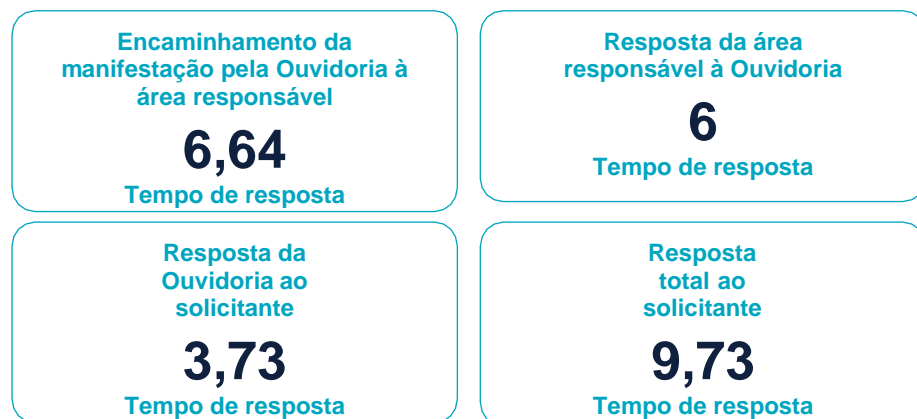 Encaminhamento da
manifestação pela Ouvidoria à
área responsável
6,64
Tempo de resposta
Resposta da área
responsável à Ouvidoria
6
Tempo de resposta
Resposta da
Ouvidoria ao
solicitante
3,73
Tempo de resposta
Resposta
total ao
solicitante
9,73
Tempo de resposta